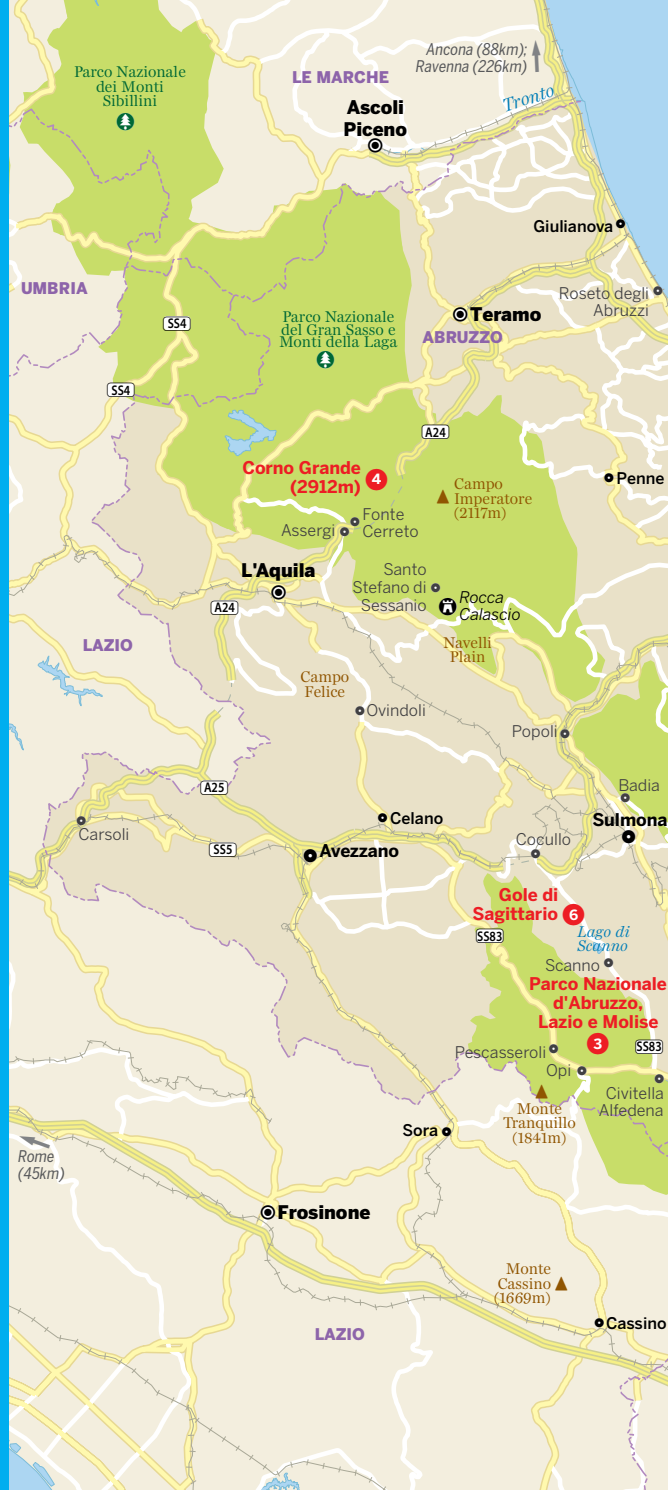 Ancona (88km);
Ravenna (226km)
Parco Nazionale
dei Monti
Sibillini
LE MARCHE
Tronto
Ascoli
Piceno
Giulianova
UMBRIA
Roseto degli
Abruzzi
Teramo
Parco Nazionale
del Gran Sasso e
Monti della Laga
SS4
ABRUZZO
SS4
A24
Corno Grande
(2912m)
4
Campo
Imperatore
(2117m)
Penne
Fonte
Cerreto
Assergi
L'Aquila
Santo
Stefano di
Sessanio
Rocca
Calascio
A24
LAZIO
Navelli
Plain
Campo
Felice
Ovindoli
Popoli
A25
Badia
Celano
Sulmona
Carsoli
Cocullo
SS5
Avezzano
Gole di
Sagittario
6
SS83
Lago di
Scanno
Scanno
Parco Nazionale
d'Abruzzo,
Lazio e Molise
3
SS83
Pescasseroli
Opi
Civitella
Alfedena
Monte
Tranquillo
(1841m)
Sora
Rome
(45km)
Frosinone
Monte
Cassino
(1669m)
Cassino
LAZIO